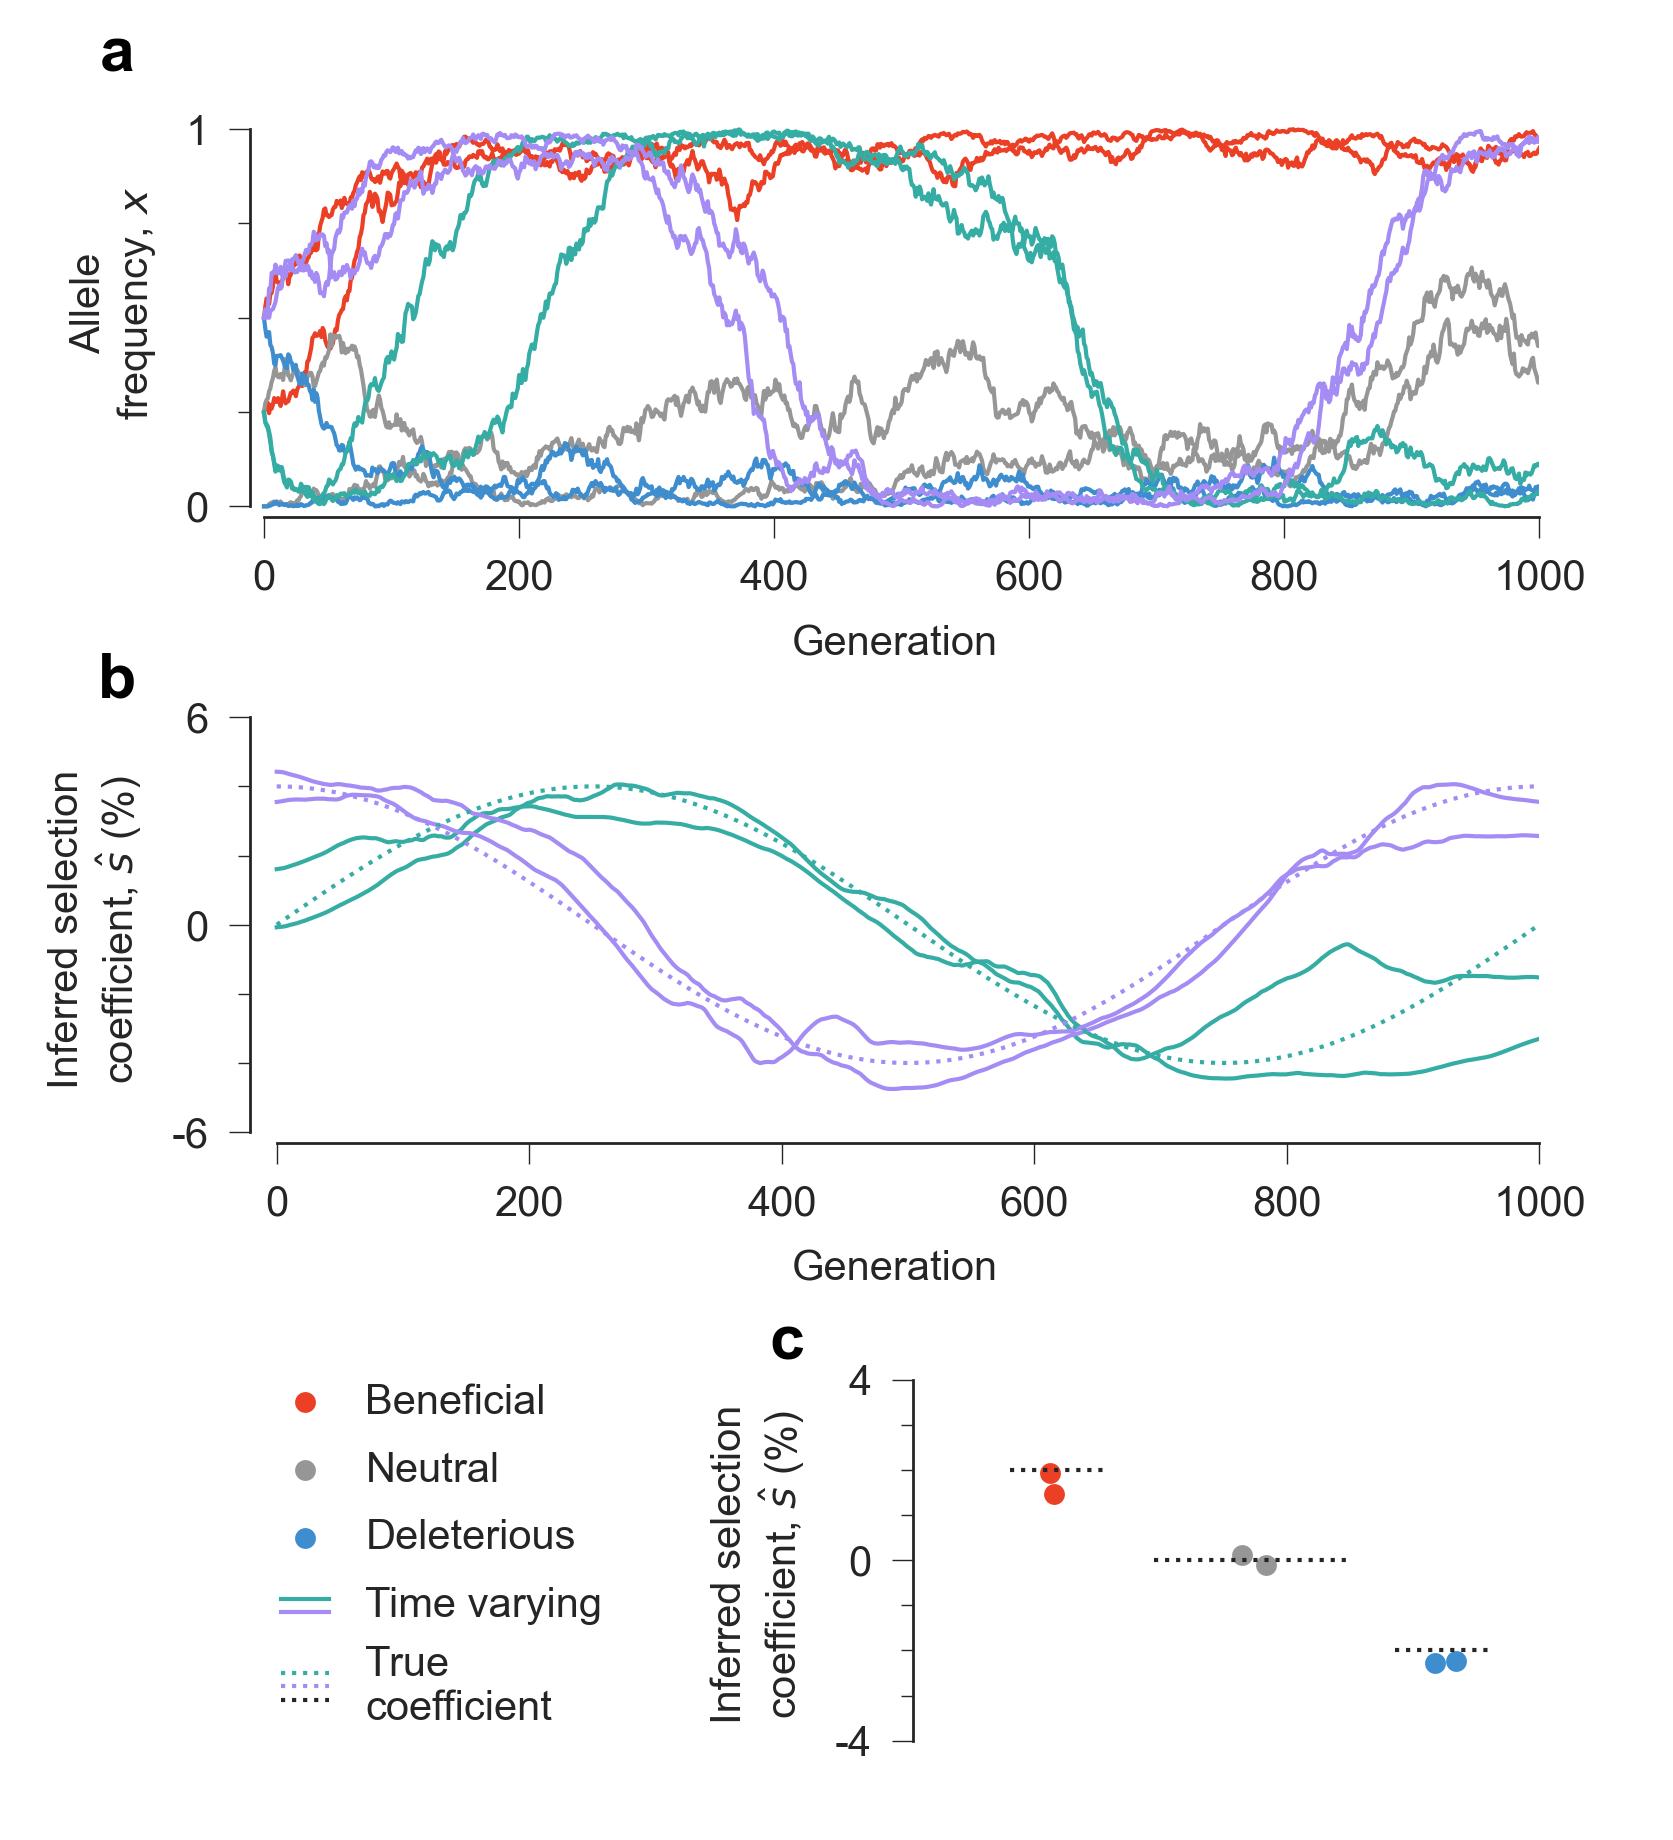 a
1
0
Allele
frequency, x
0 200 400 600 800 1000
Generation
b
6
0
-6
Inferred selection
coefficient, ŝ (%)
0 200 400 600 800 1000
Generation
c
4
0
-4
Inferred selection
coefficient, ŝ (%)
Beneficial
Neutral
Deleterious
Time varying
True
coefficient